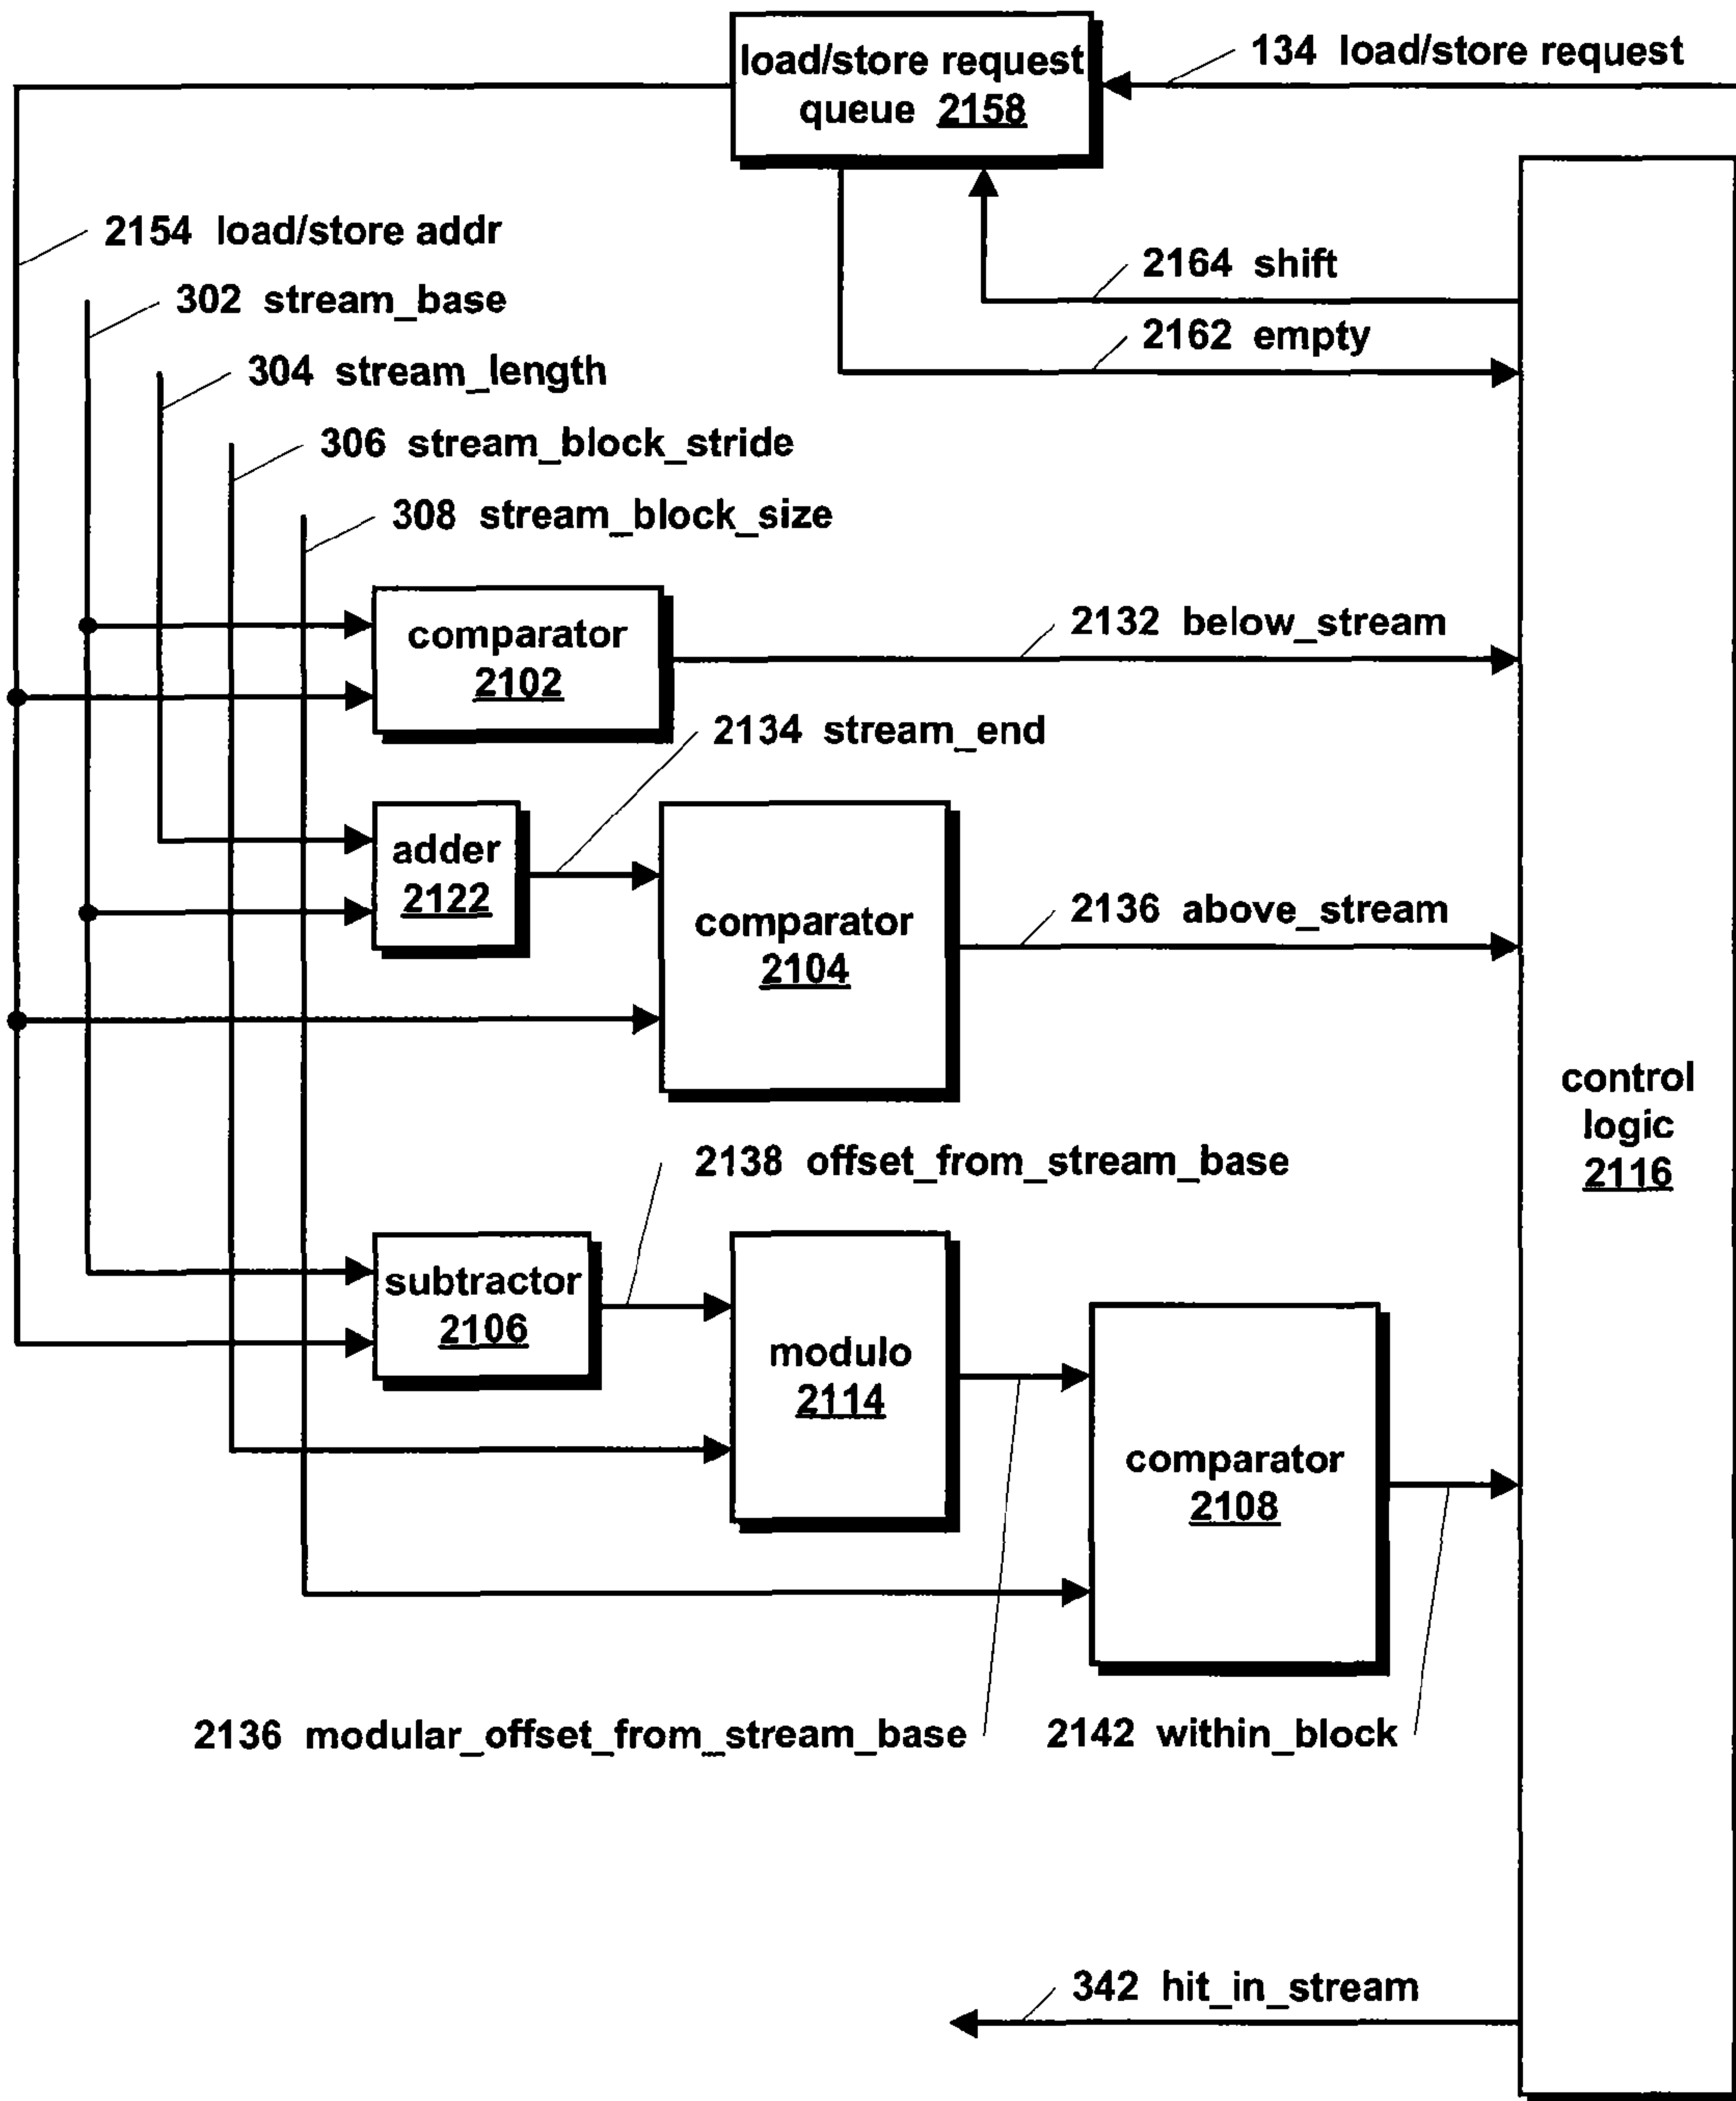 load/store request
queue 2158
134 load/store request
2154 load/store addr
302 stream_base
2164 shift
2162 empty
304 stream_length
306 stream_block_stride
308 stream_block_size
comparator
2102
2132 below_stream
2134 stream_end
adder
2122
comparator
2104
2136 above_stream
control
logic
2116
2138 offset_from_stream_base
subtractor
2106
modulo
2114
comparator
2108
2136 modular_offset_from_stream_base
2142 within_block
342 hit_in_stream